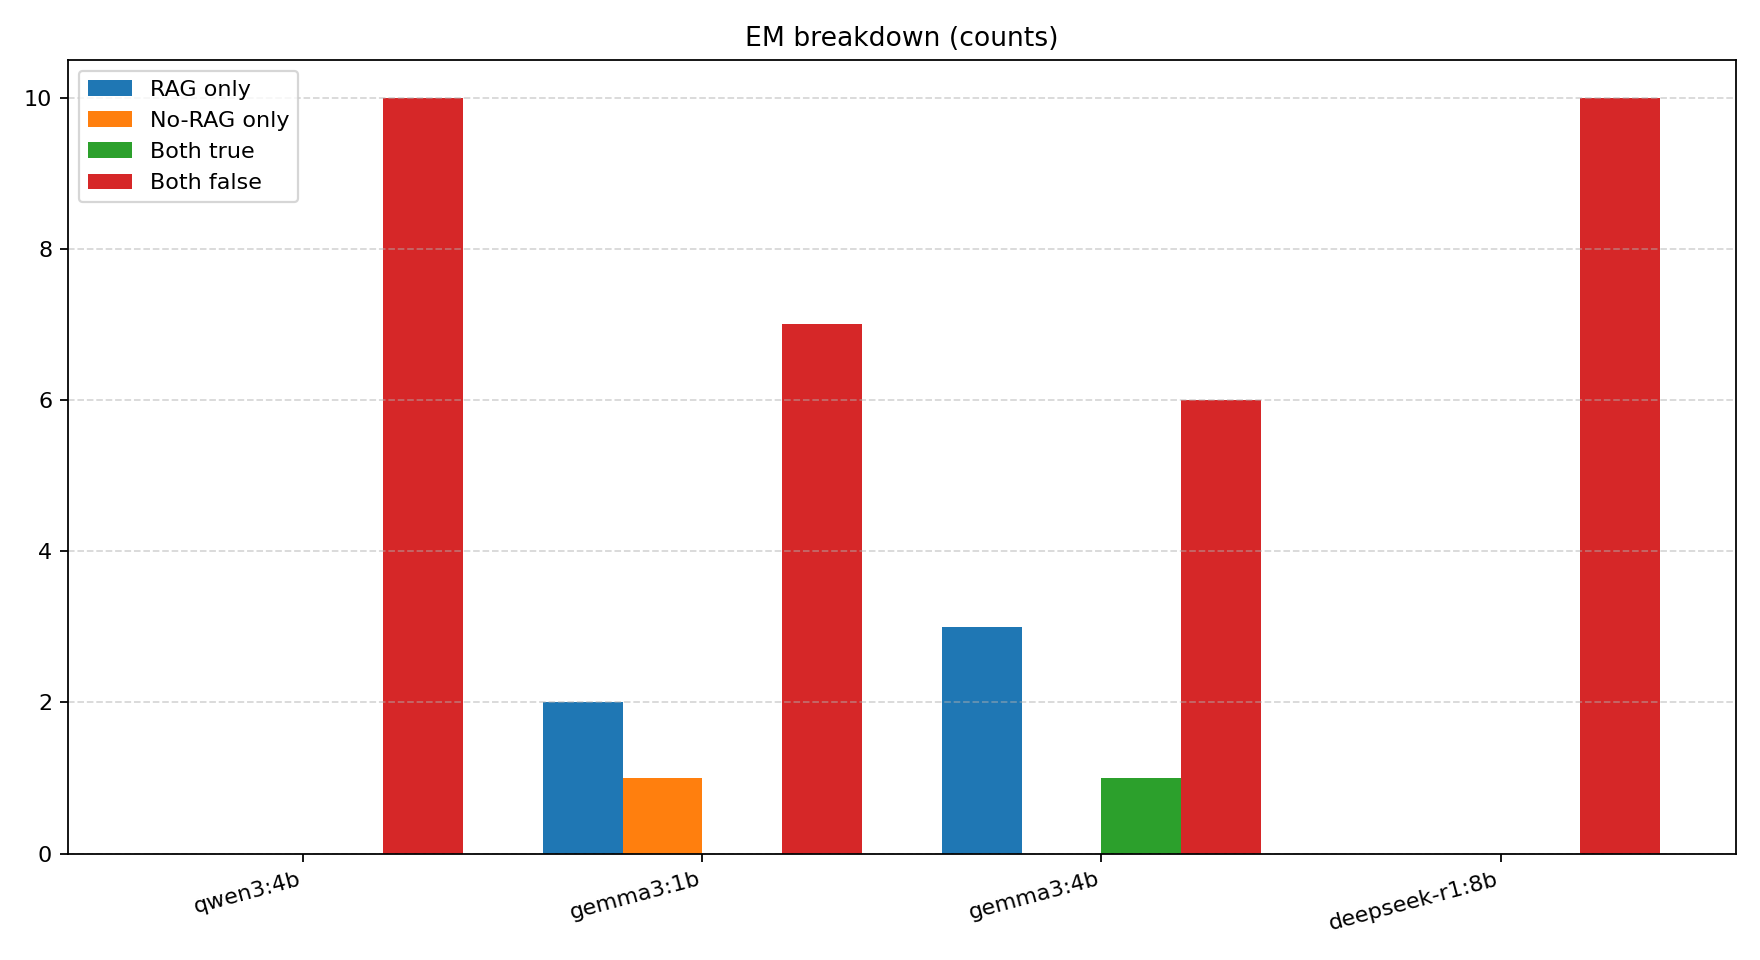 EM breakdown (counts)
RAG only
No-RAG only
Both true
Both false
10
8
6
4
2
0
qwen3:4b
gemma3:1b
gemma3:4b
deepseek-r1:8b